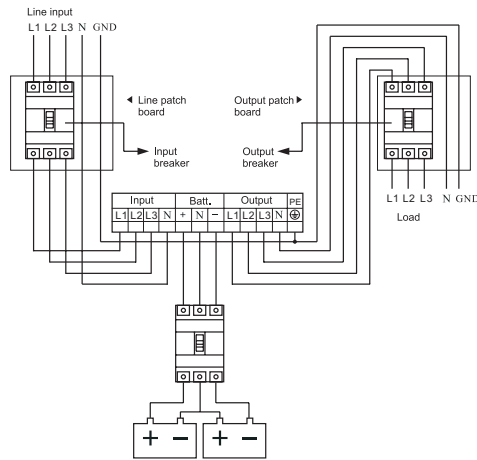 Line input
L1 L2 L3 N GND
Line patch board
Output patch board
Input breaker
Output breaker
Input Batt. Output PE
L1 L2 L3 N + N − L1 L2 L3 N
L1 L2 L3 N GND
Load
+ − + −